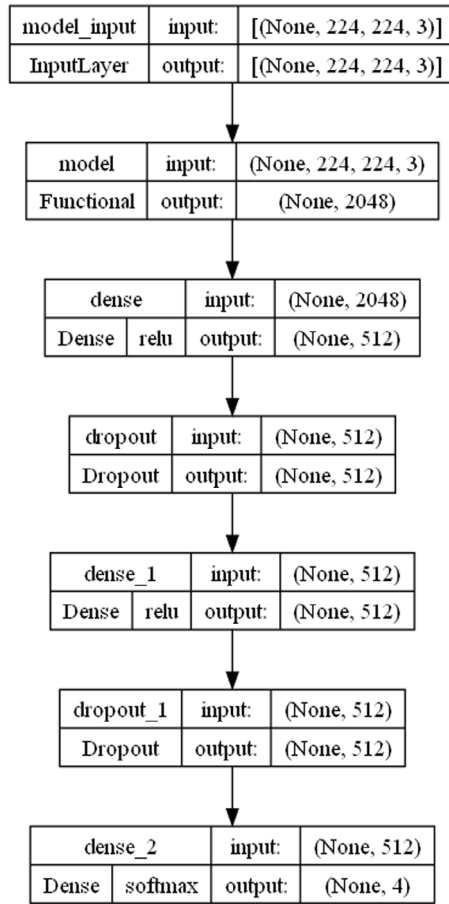 model_input input: [(None, 224, 224, 3)]
InputLayer output: [(None, 224, 224, 3)]
model input: (None, 224, 224, 3)
Functional output: (None, 2048)
dense input: (None, 2048)
Dense relu output: (None, 512)
dropout input: (None, 512)
Dropout output: (None, 512)
dense_1 input: (None, 512)
Dense relu output: (None, 512)
dropout_1 input: (None, 512)
Dropout output: (None, 512)
dense_2 input: (None, 512)
Dense softmax output: (None, 4)